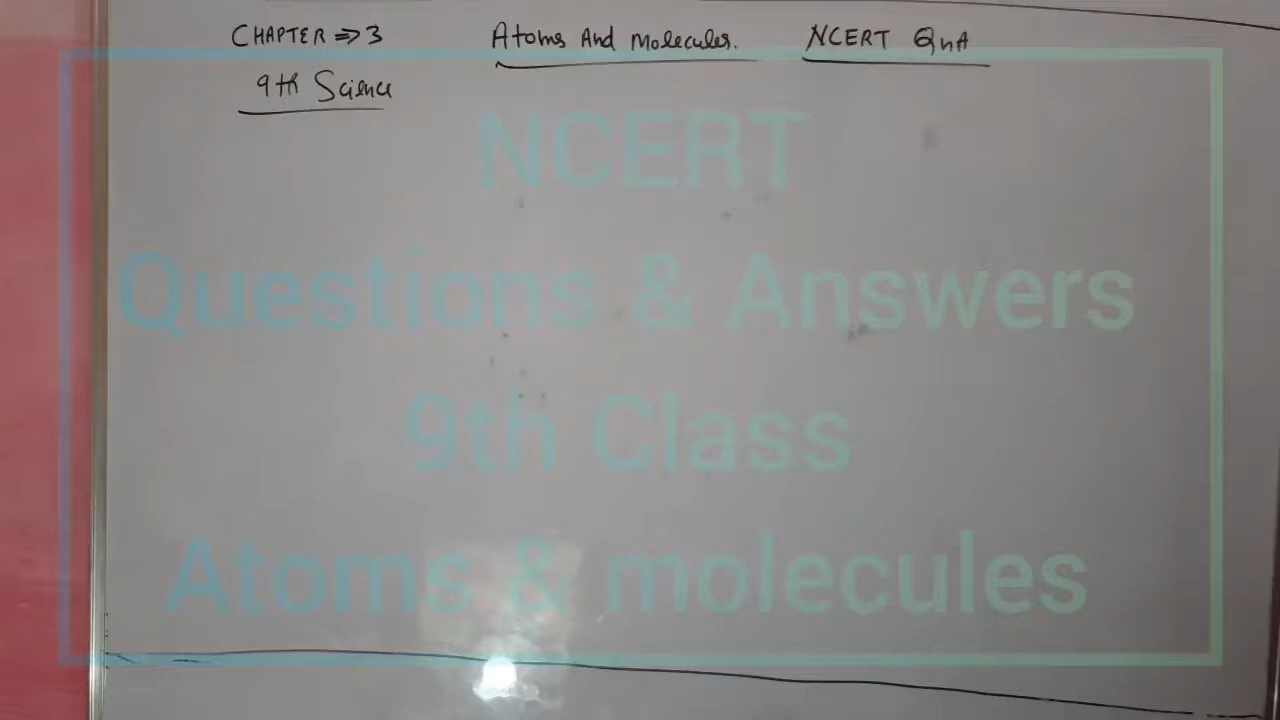 CHAPTER ⇒ 3 Atoms And Molecules. NCERT QnA
9th Science
NCERT
Questions & Answers
9th Class
Atoms & molecules